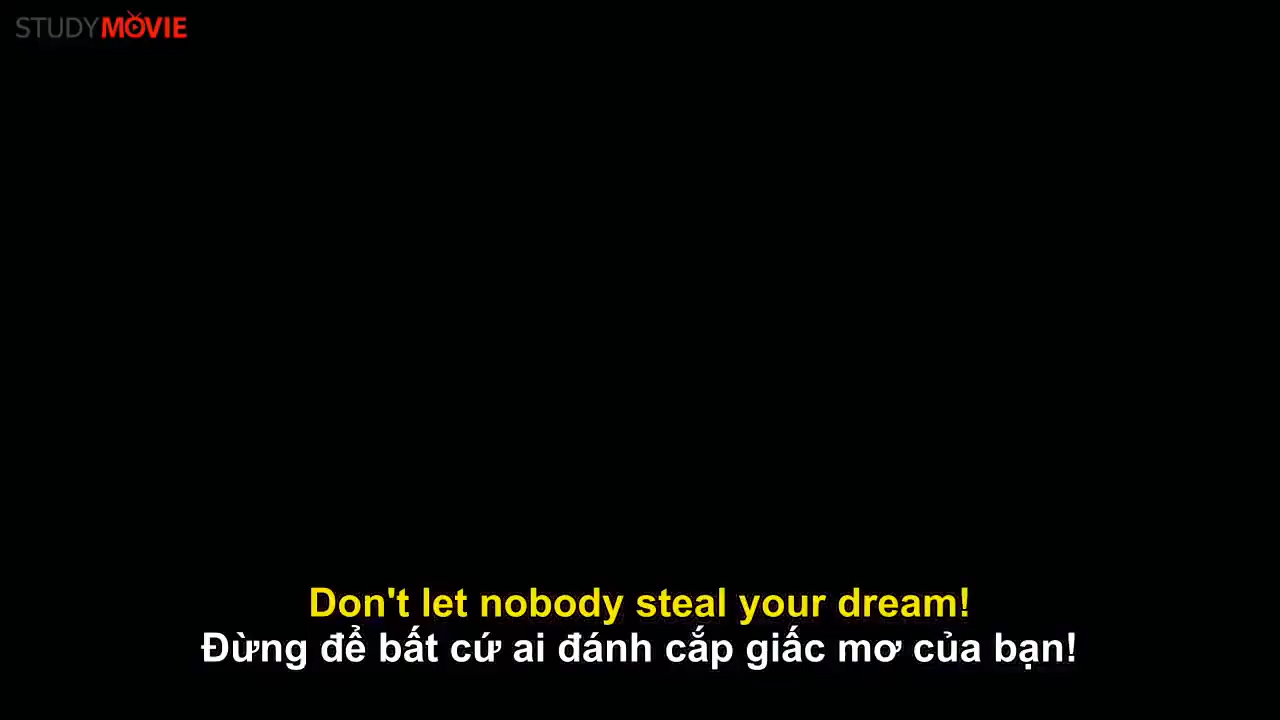 STUDYMOVIE
Don't let nobody steal your dream!
Đừng để bất cứ ai đánh cắp giấc mơ của bạn!